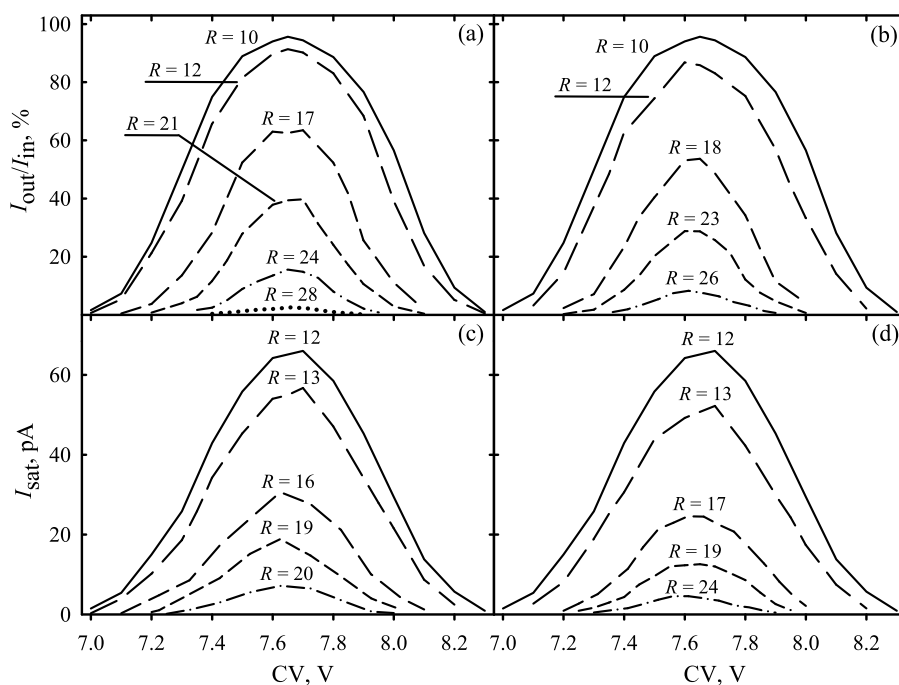 (a)
R = 10
R = 12
R = 17
R = 21
R = 24
R = 28
100
80
60
40
20
I_out/I_in, %
(b)
R = 10
R = 12
R = 18
R = 23
R = 26
(c)
R = 12
R = 13
R = 16
R = 19
R = 20
60
40
20
0
I_sat, pA
7.0 7.2 7.4 7.6 7.8 8.0 8.2
CV, V
(d)
R = 12
R = 13
R = 17
R = 19
R = 24
7.0 7.2 7.4 7.6 7.8 8.0 8.2
CV, V